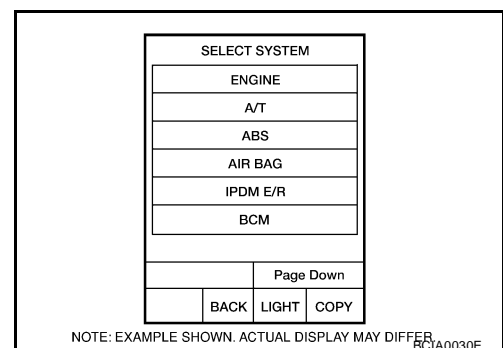 SELECT SYSTEM
ENGINE
A/T
ABS
AIR BAG
IPDM E/R
BCM
Page Down
BACK LIGHT COPY
NOTE: EXAMPLE SHOWN. ACTUAL DISPLAY MAY DIFFER.
BCIA0030E